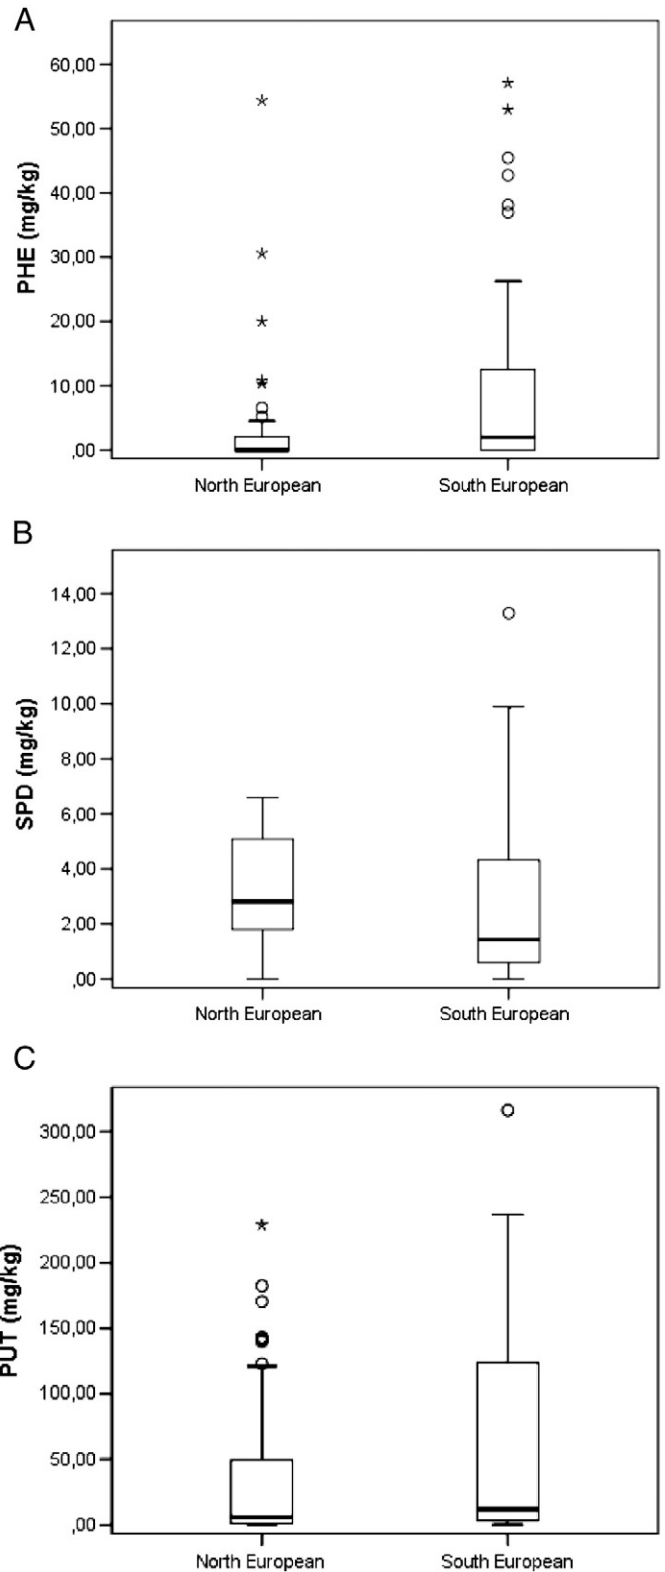 A
PHE (mg/kg)
60,00
50,00
40,00
30,00
20,00
10,00
,00
North European South European
B
SPD (mg/kg)
14,00
12,00
10,00
8,00
6,00
4,00
2,00
,00
North European South European
C
PUT (mg/kg)
300,00
250,00
200,00
150,00
100,00
50,00
,00
North European South European